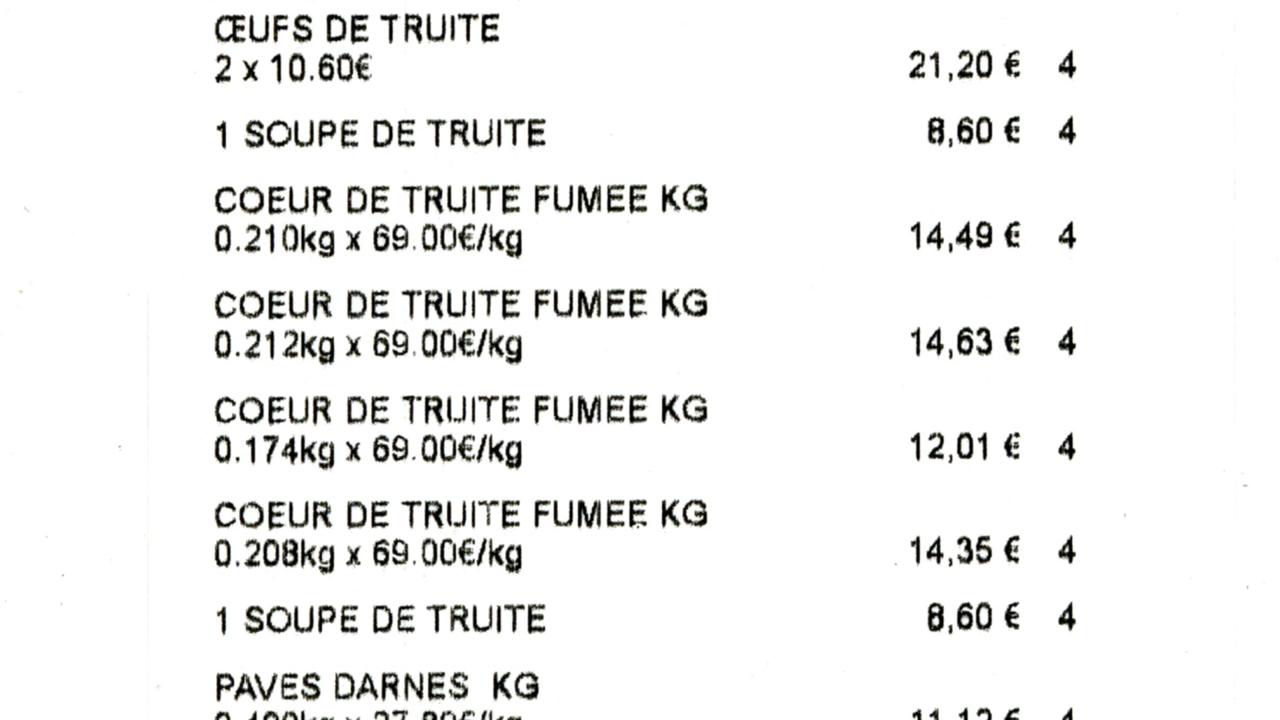 ŒUFS DE TRUITE
2 x 10.60€ 21,20 € 4
1 SOUPE DE TRUITE 8,60 € 4
COEUR DE TRUITE FUMEE KG
0.210kg x 69.00€/kg 14,49 € 4
COEUR DE TRUITE FUMEE KG
0.212kg x 69.00€/kg 14,63 € 4
COEUR DE TRUITE FUMEE KG
0.174kg x 69.00€/kg 12,01 € 4
COEUR DE TRUITE FUMEE KG
0.208kg x 69.00€/kg 14,35 € 4
1 SOUPE DE TRUITE 8,60 € 4
PAVES DARNES KG